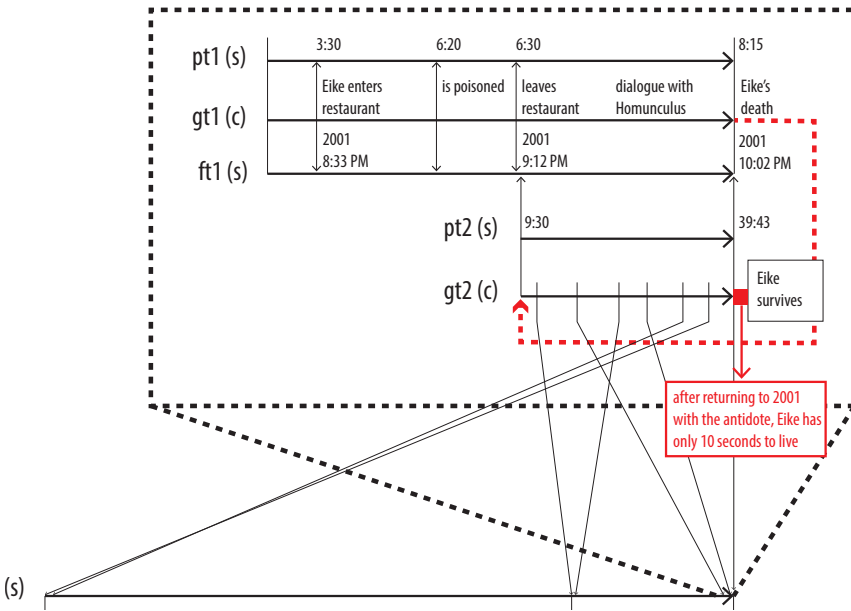 3:30 6:20 6:30 8:15
pt1 (s)
Eike enters is poisoned leaves dialogue with Eike's
restaurant restaurant Homunculus death
gt1 (c)
2001 2001 2001
8:33 PM 9:12 PM 10:02 PM
ft1 (s)
9:30 39:43
pt2 (s)
gt2 (c)
Eike
survives
after returning to 2001
with the antidote, Eike has
only 10 seconds to live
(s)